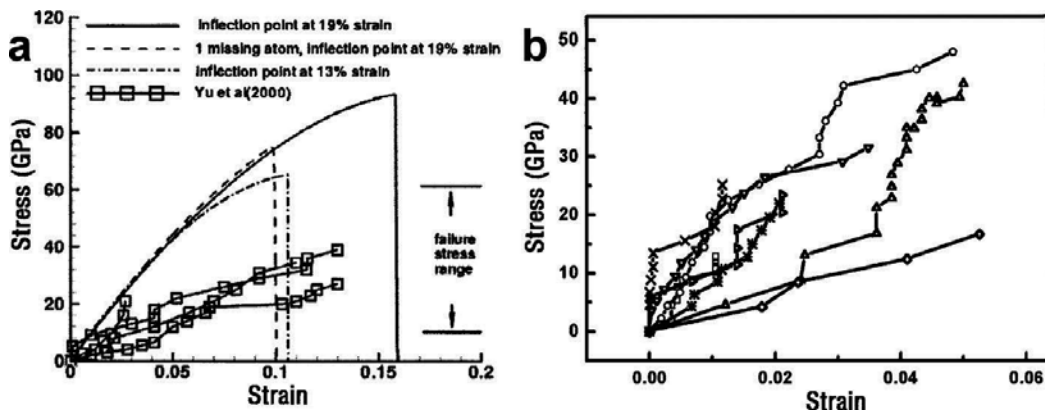 a
Inflection point at 19% strain
1 missing atom, inflection point at 19% strain
Inflection point at 13% strain
Yu et al(2000)
120
100
80
60
40
20
0
0
0.05
0.1
0.15
0.2
Stress (GPa)
Strain
failure
stress
range
b
50
40
30
20
10
0
0.00
0.02
0.04
0.06
Stress (GPa)
Strain